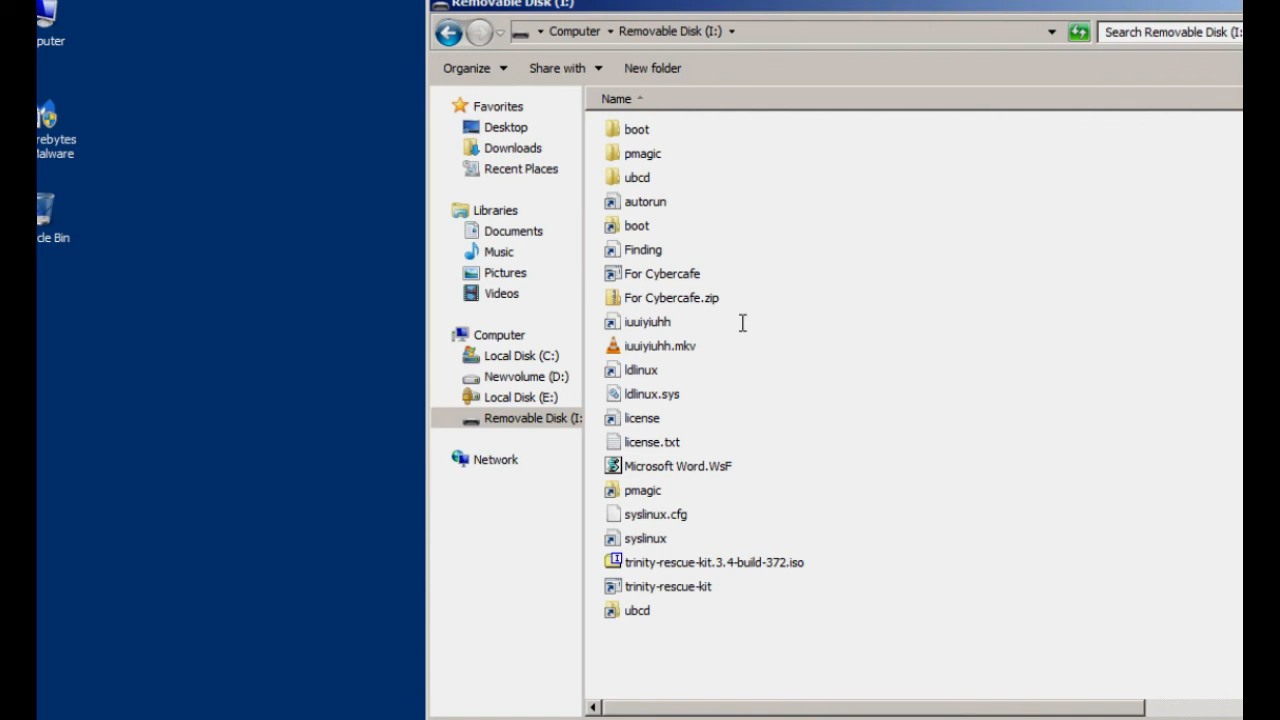 Removable Disk (I:)
puter
Computer
Removable Disk (I:)
Search Removable Disk (I:
Organize
Share with
New folder
Name
Favorites
Desktop
Downloads
Recent Places
Libraries
Documents
Music
Pictures
Videos
Computer
Local Disk (C:)
Newvolume (D:)
Local Disk (E:)
Removable Disk (I:
Network
boot
pmagic
ubcd
autorun
boot
Finding
For Cybercafe
For Cybercafe.zip
iuuiyiuhh
iuuiyiuhh.mkv
ldlinux
ldlinux.sys
license
license.txt
Microsoft Word.WsF
pmagic
syslinux.cfg
syslinux
trinity-rescue-kit.3.4-build-372.iso
trinity-rescue-kit
ubcd
rebytes
alware
cle Bin